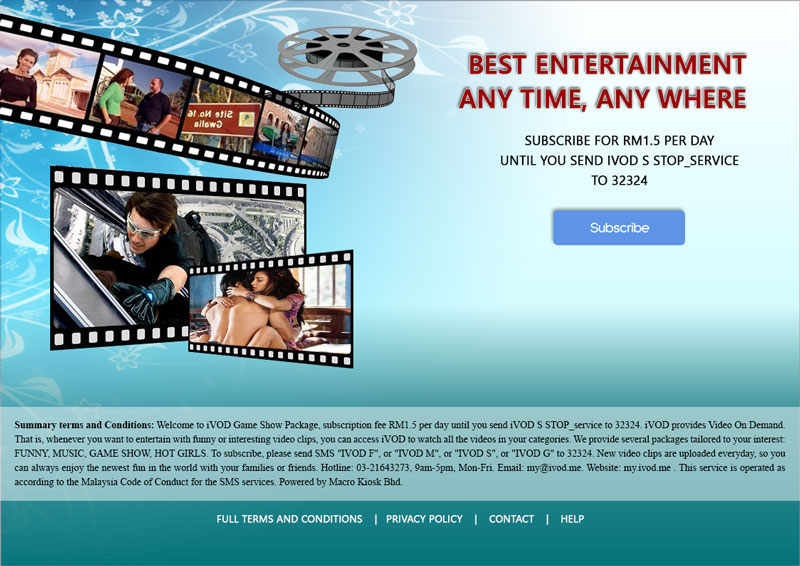 BEST ENTERTAINMENT
ANY TIME, ANY WHERE
SUBSCRIBE FOR RM1.5 PER DAY
UNTIL YOU SEND IVOD S STOP_SERVICE
TO 32324
Subscribe
Site No.16
Gwalia
Summary terms and Conditions: Welcome to iVOD Game Show Package, subscription fee RM1.5 per day until you send iVOD S STOP_service to 32324. iVOD provides Video On Demand.
That is, whenever you want to entertain with funny or interesting video clips, you can access iVOD to watch all the videos in your categories. We provide several packages tailored to your interest:
FUNNY, MUSIC, GAME SHOW, HOT GIRLS. To subscribe, please send SMS "IVOD F", or "IVOD M", or "IVOD S", or "IVOD G" to 32324. New video clips are uploaded everyday, so you
can always enjoy the newest fun in the world with your families or friends. Hotline: 03-21643273, 9am-5pm, Mon-Fri. Email: my@ivod.me. Website: my.ivod.me . This service is operated as
according to the Malaysia Code of Conduct for the SMS services. Powered by Macro Kiosk Bhd.
FULL TERMS AND CONDITIONS | PRIVACY POLICY | CONTACT | HELP